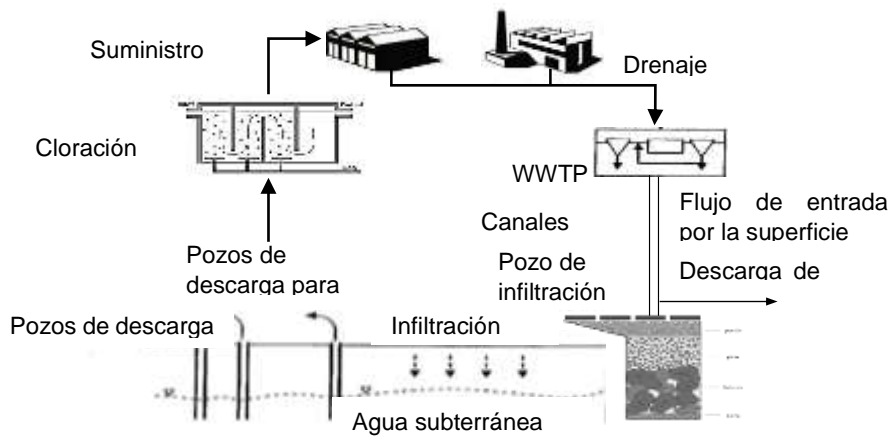 Suministro
Drenaje
Cloración
WWTP
Canales
Flujo de entrada
por la superficie
Pozos de
descarga para
Pozo de
infiltración
Descarga de
Pozos de descarga
Infiltración
Agua subterránea